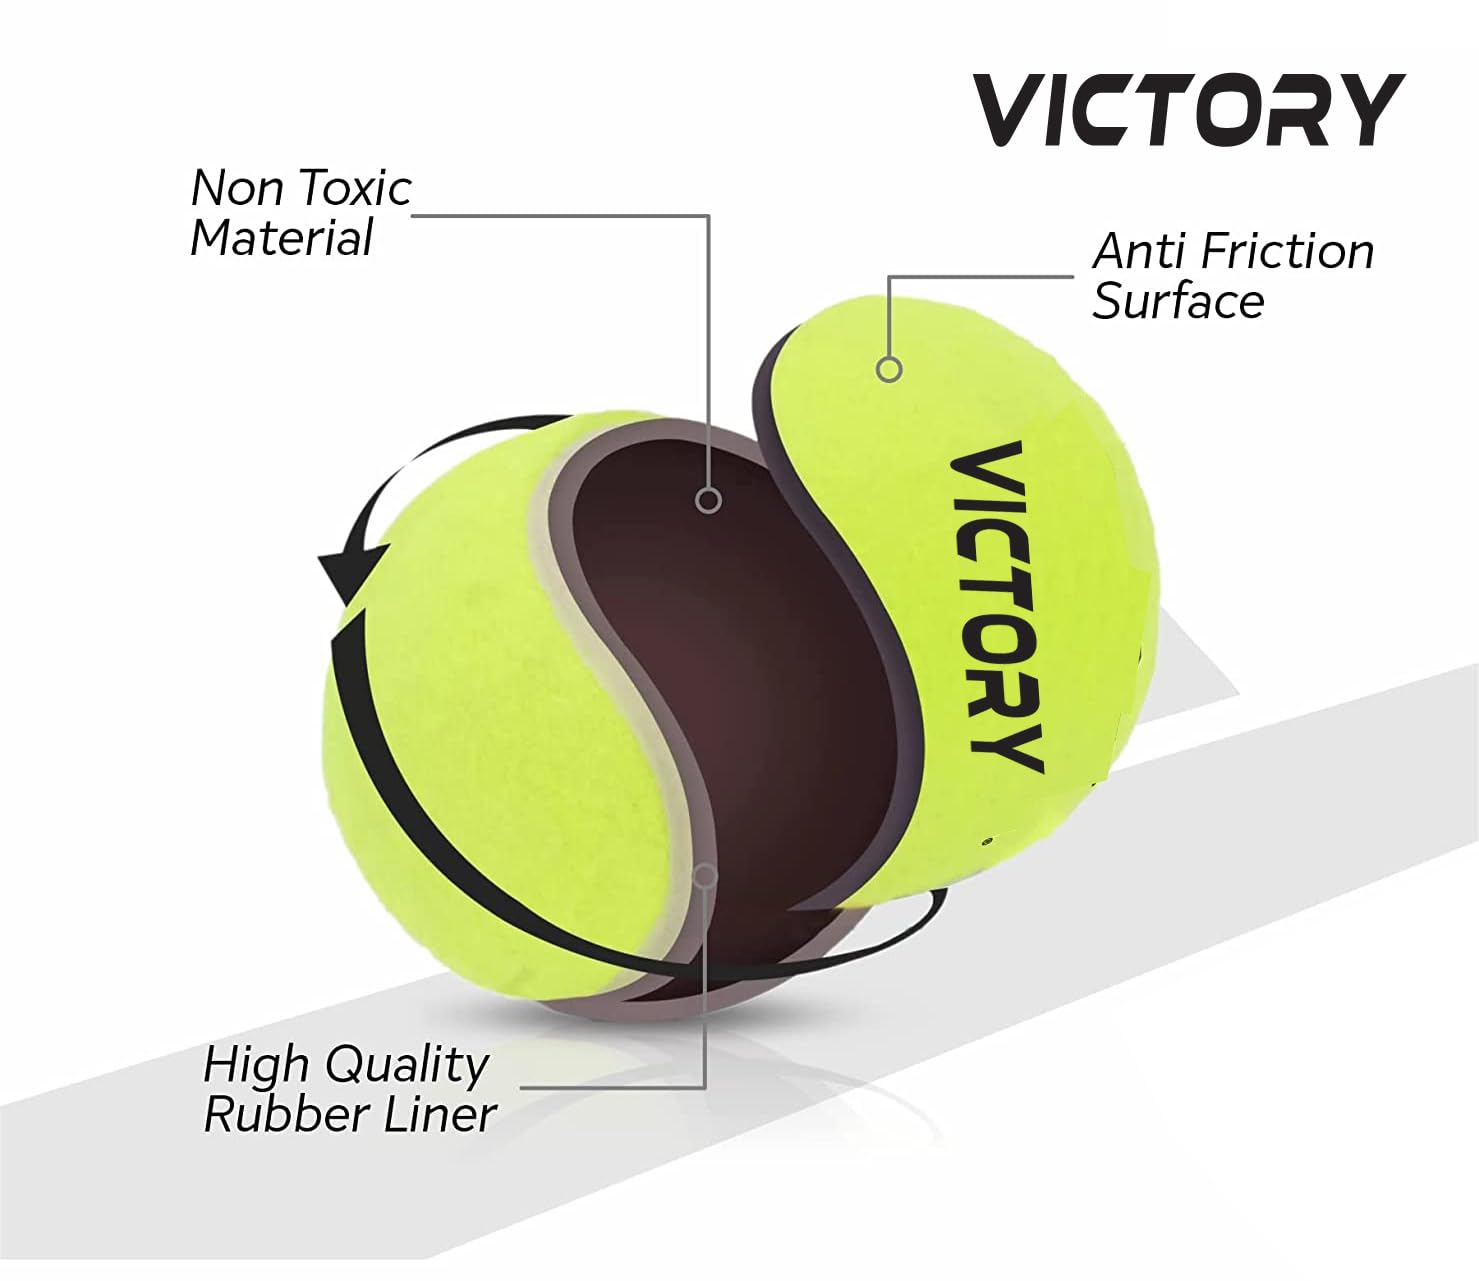 VICTORY
Non Toxic
Material
Anti Friction
Surface
VICTORY
High Quality
Rubber Liner